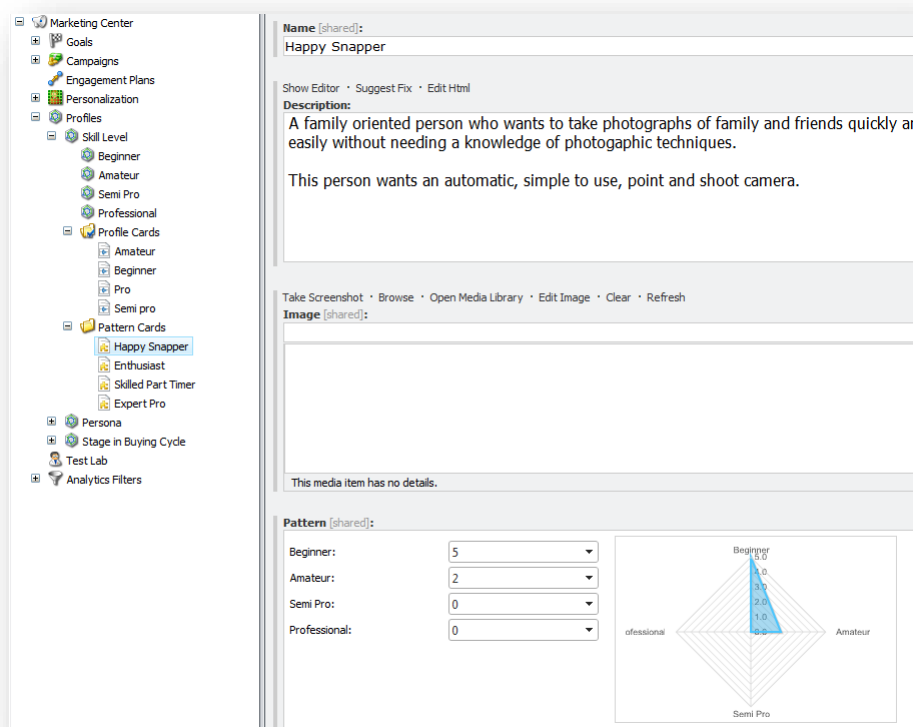 Marketing Center
Goals
Campaigns
Engagement Plans
Personalization
Profiles
Skill Level
Beginner
Amateur
Semi Pro
Professional
Profile Cards
Amateur
Beginner
Pro
Semi pro
Pattern Cards
Happy Snapper
Enthusiast
Skilled Part Timer
Expert Pro
Persona
Stage in Buying Cycle
Test Lab
Analytics Filters
Name [shared]:
Happy Snapper
Show Editor · Suggest Fix · Edit Html
Description:
A family oriented person who wants to take photographs of family and friends quickly ar
easily without needing a knowledge of photogaphic techniques.
This person wants an automatic, simple to use, point and shoot camera.
Take Screenshot · Browse · Open Media Library · Edit Image · Clear · Refresh
Image [shared]:
This media item has no details.
Pattern [shared]:
Beginner: 5
Amateur: 2
Semi Pro: 0
Professional: 0
Beginner
5.0
4.0
3.0
2.0
1.0
0.0
ofessional
Amateur
Semi Pro